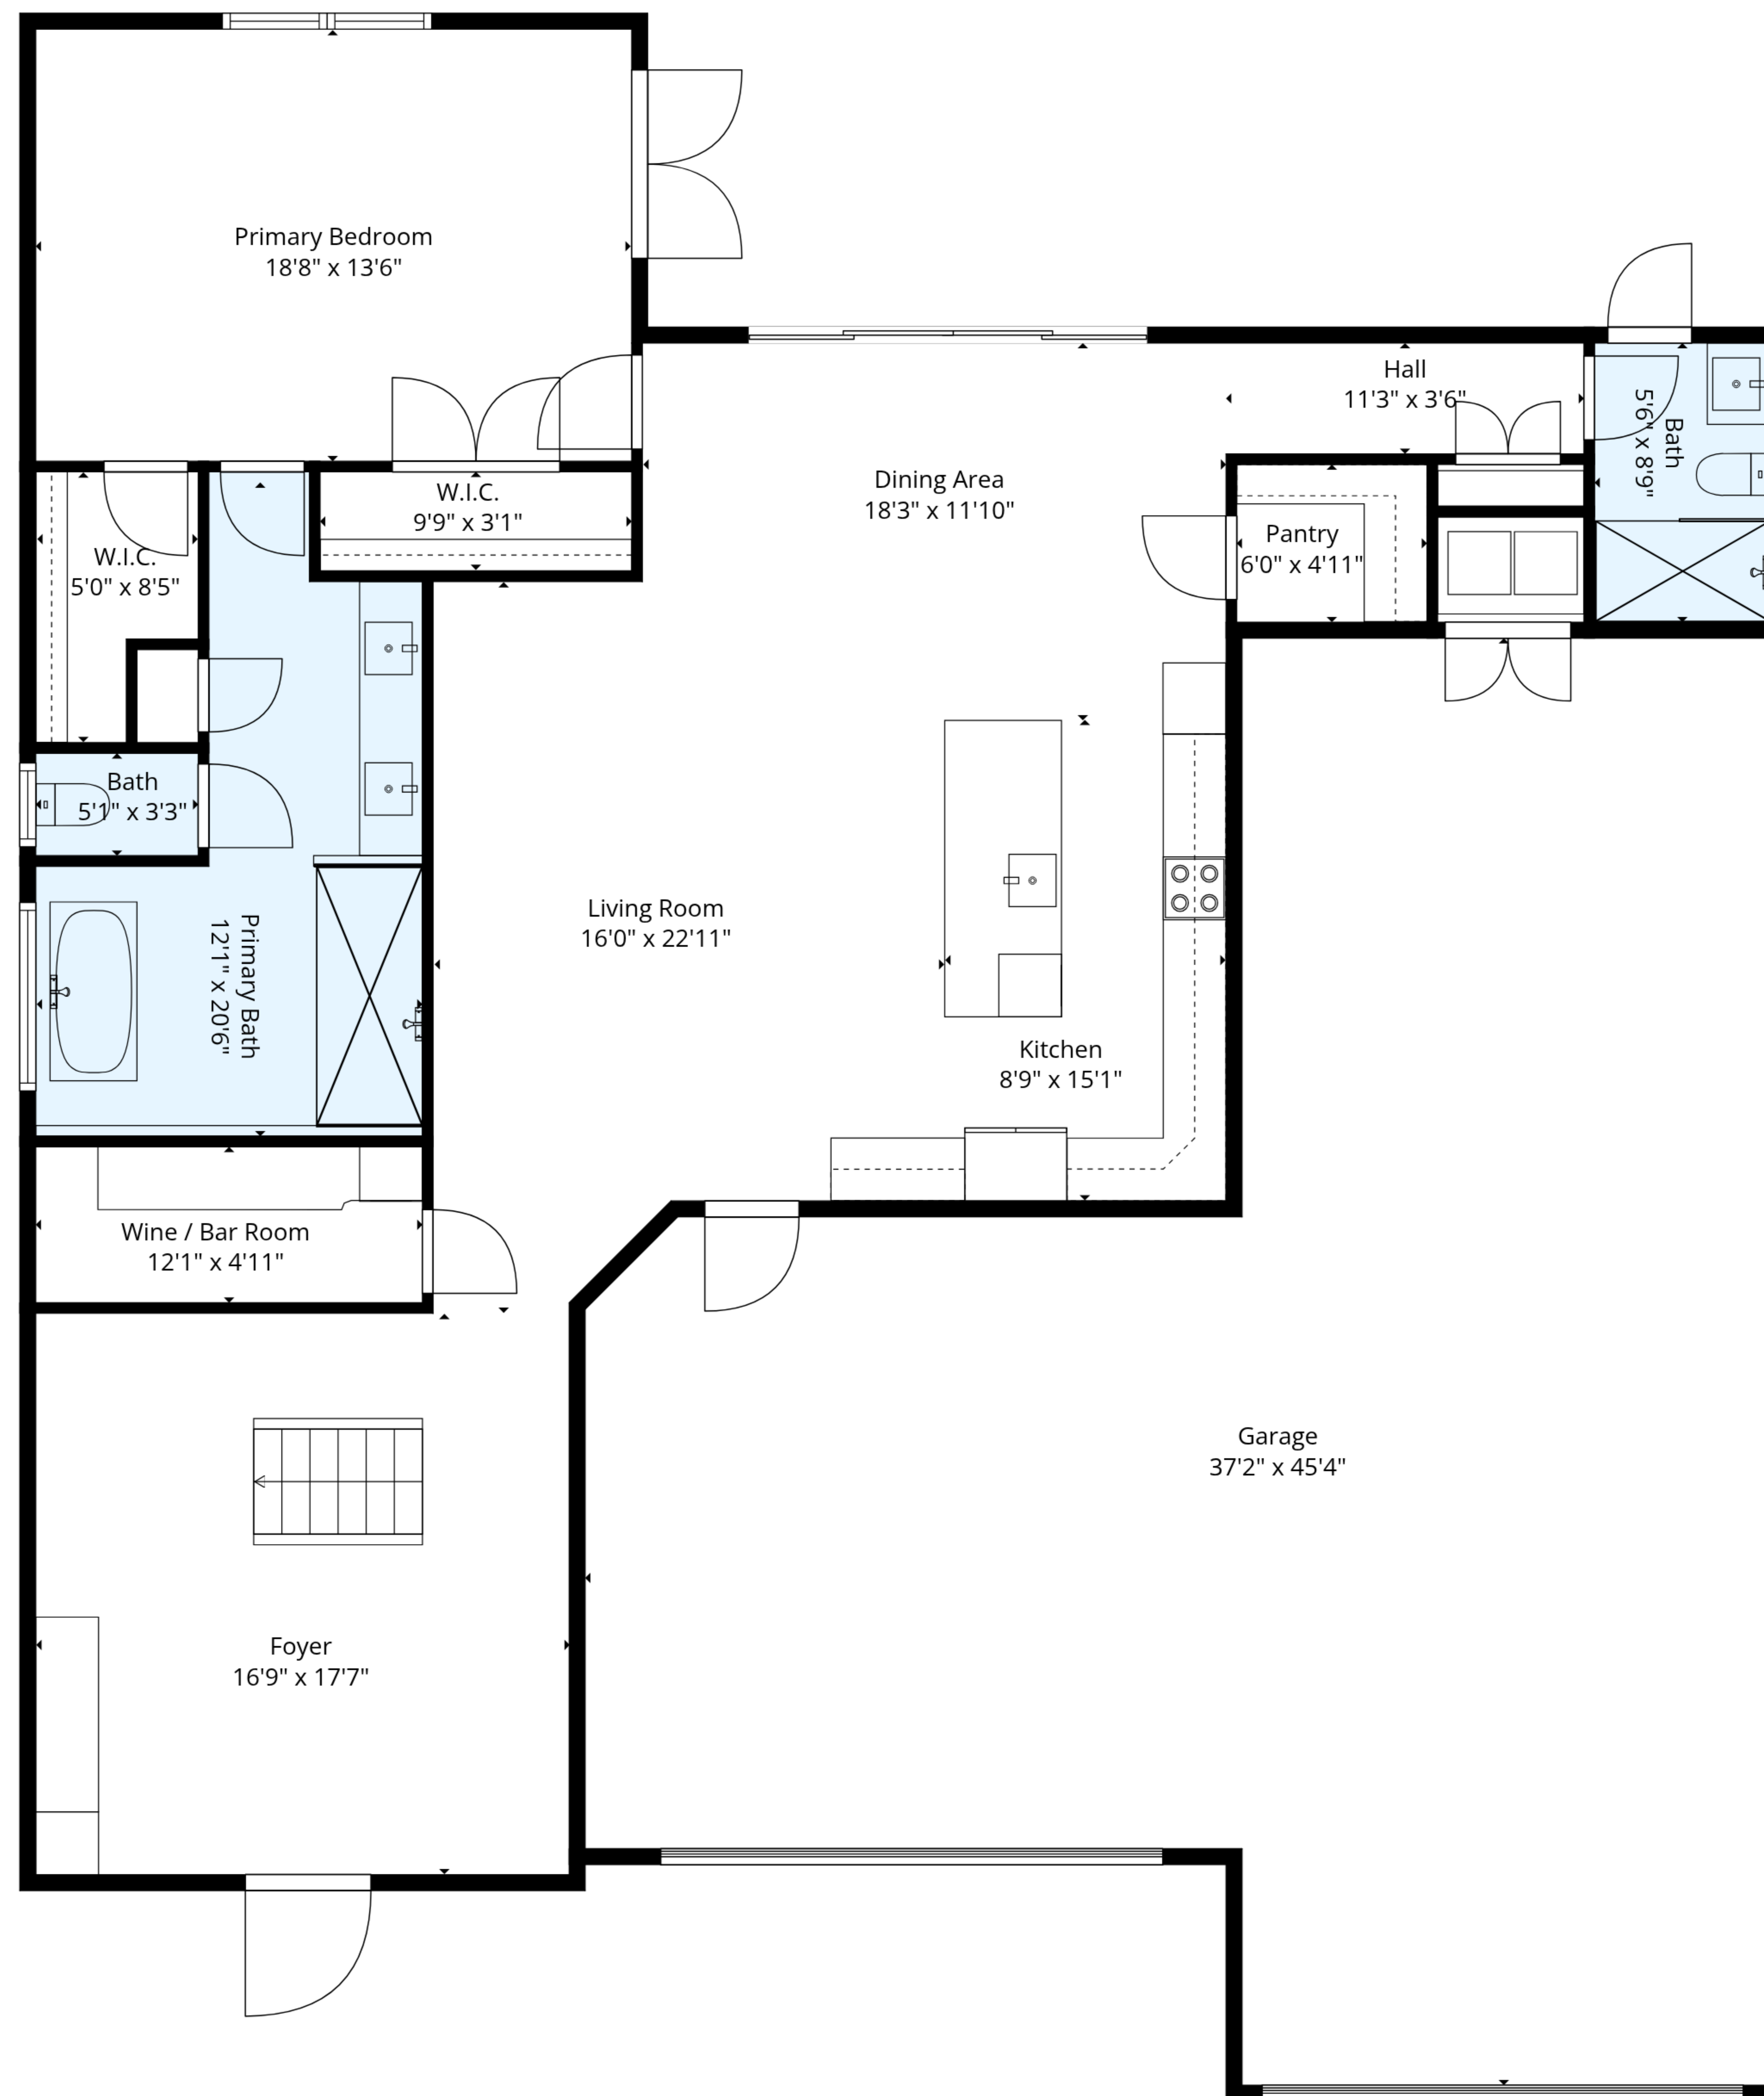 Primary Bedroom
18'8" x 13'6"
Hall
11'3" x 3'6"
Bath
5'6" x 8'9"
W.I.C.
9'9" x 3'1"
Dining Area
18'3" x 11'10"
Pantry
6'0" x 4'11"
W.I.C.
5'0" x 8'5"
Bath
5'1" x 3'3"
Living Room
16'0" x 22'11"
Primary Bath
12'1" x 20'6"
Kitchen
8'9" x 15'1"
Wine / Bar Room
12'1" x 4'11"
Garage
37'2" x 45'4"
Foyer
16'9" x 17'7"